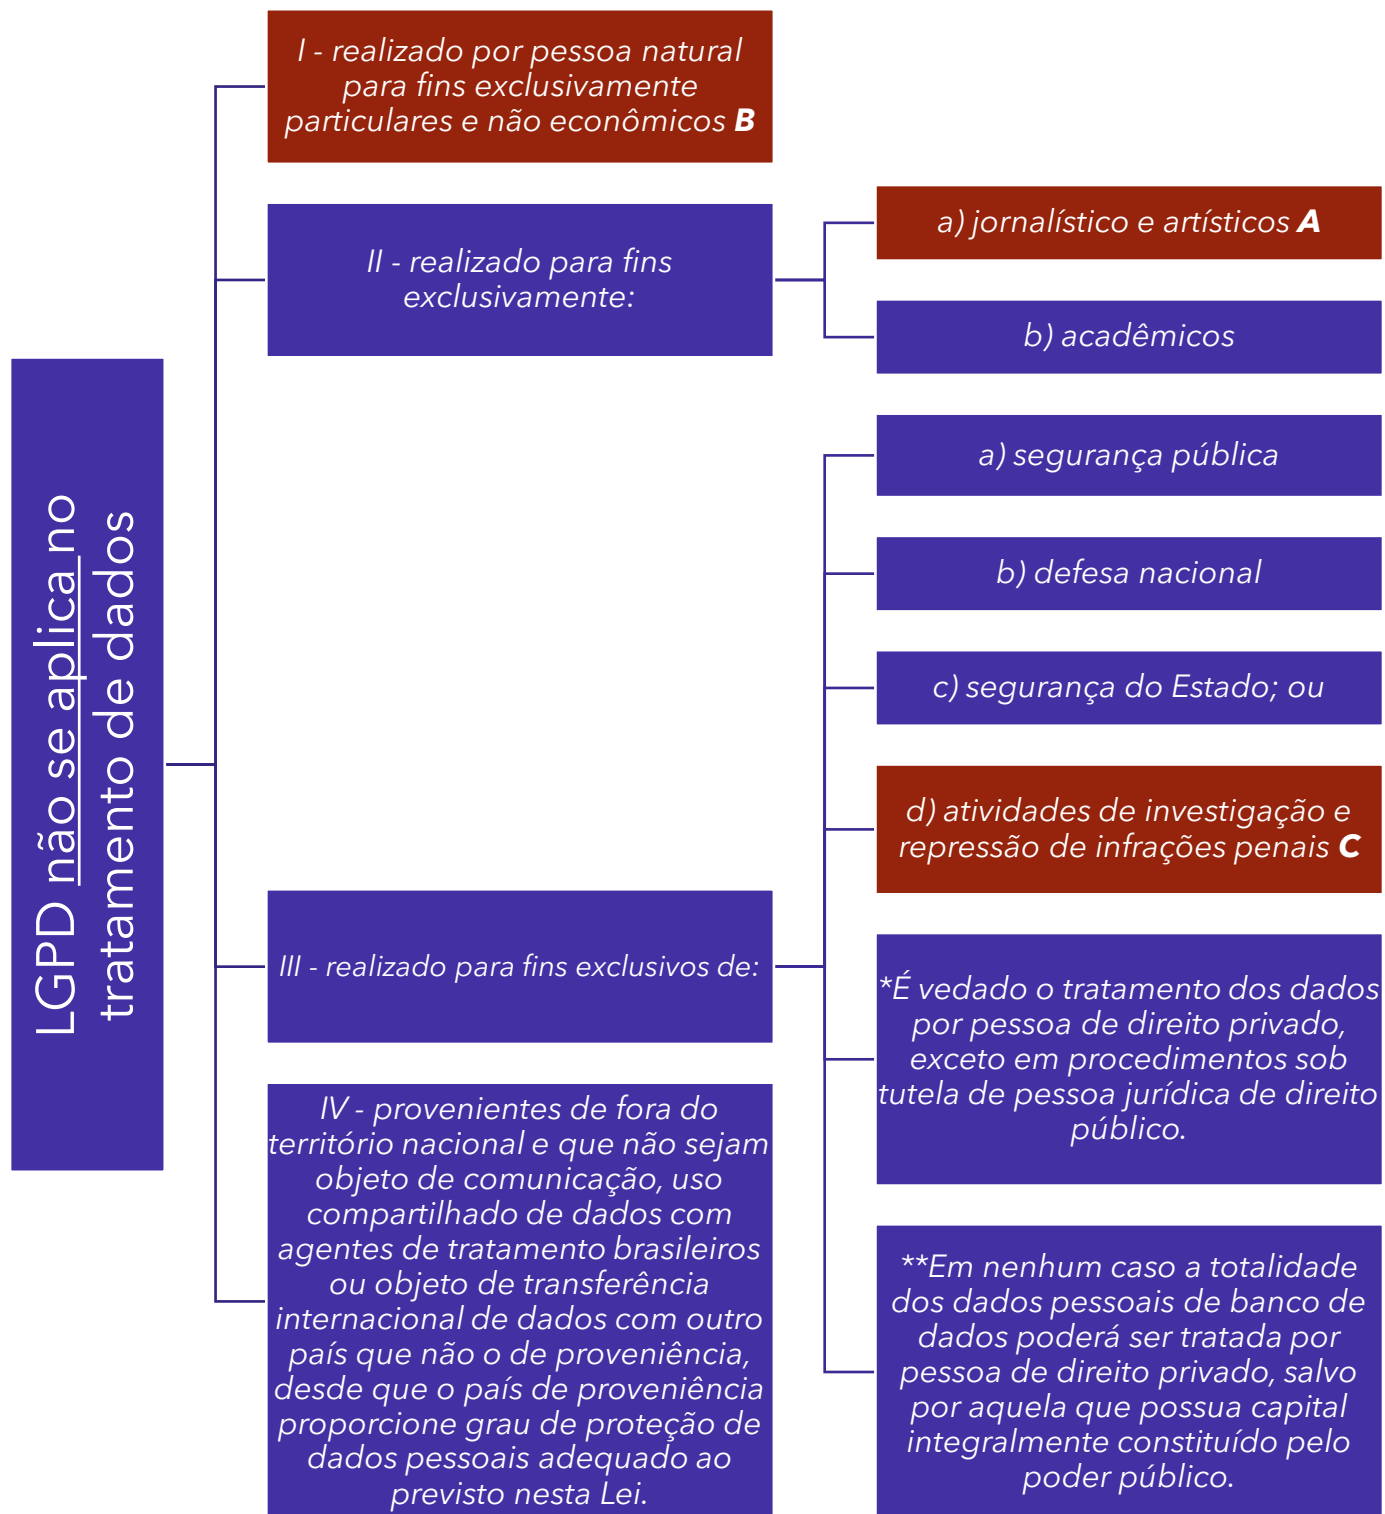 LGPD não se aplica no
tratamento de dados
I - realizado por pessoa natural
para fins exclusivamente
particulares e não econômicos B
II - realizado para fins
exclusivamente:
a) jornalístico e artísticos A
b) acadêmicos
III - realizado para fins exclusivos de:
a) segurança pública
b) defesa nacional
c) segurança do Estado; ou
d) atividades de investigação e
repressão de infrações penais C
*É vedado o tratamento dos dados
por pessoa de direito privado,
exceto em procedimentos sob
tutela de pessoa jurídica de direito
público.
**Em nenhum caso a totalidade
dos dados pessoais de banco de
dados poderá ser tratada por
pessoa de direito privado, salvo
por aquela que possua capital
integralmente constituído pelo
poder público.
IV - provenientes de fora do
território nacional e que não sejam
objeto de comunicação, uso
compartilhado de dados com
agentes de tratamento brasileiros
ou objeto de transferência
internacional de dados com outro
país que não o de proveniência,
desde que o país de proveniência
proporcione grau de proteção de
dados pessoais adequado ao
previsto nesta Lei.